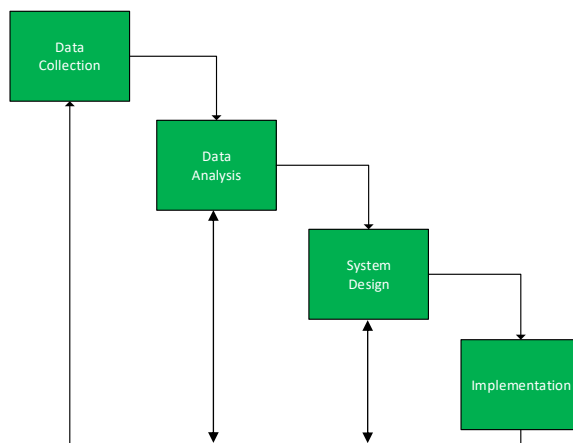 Data
Collection
Data
Analysis
System
Design
Implementation